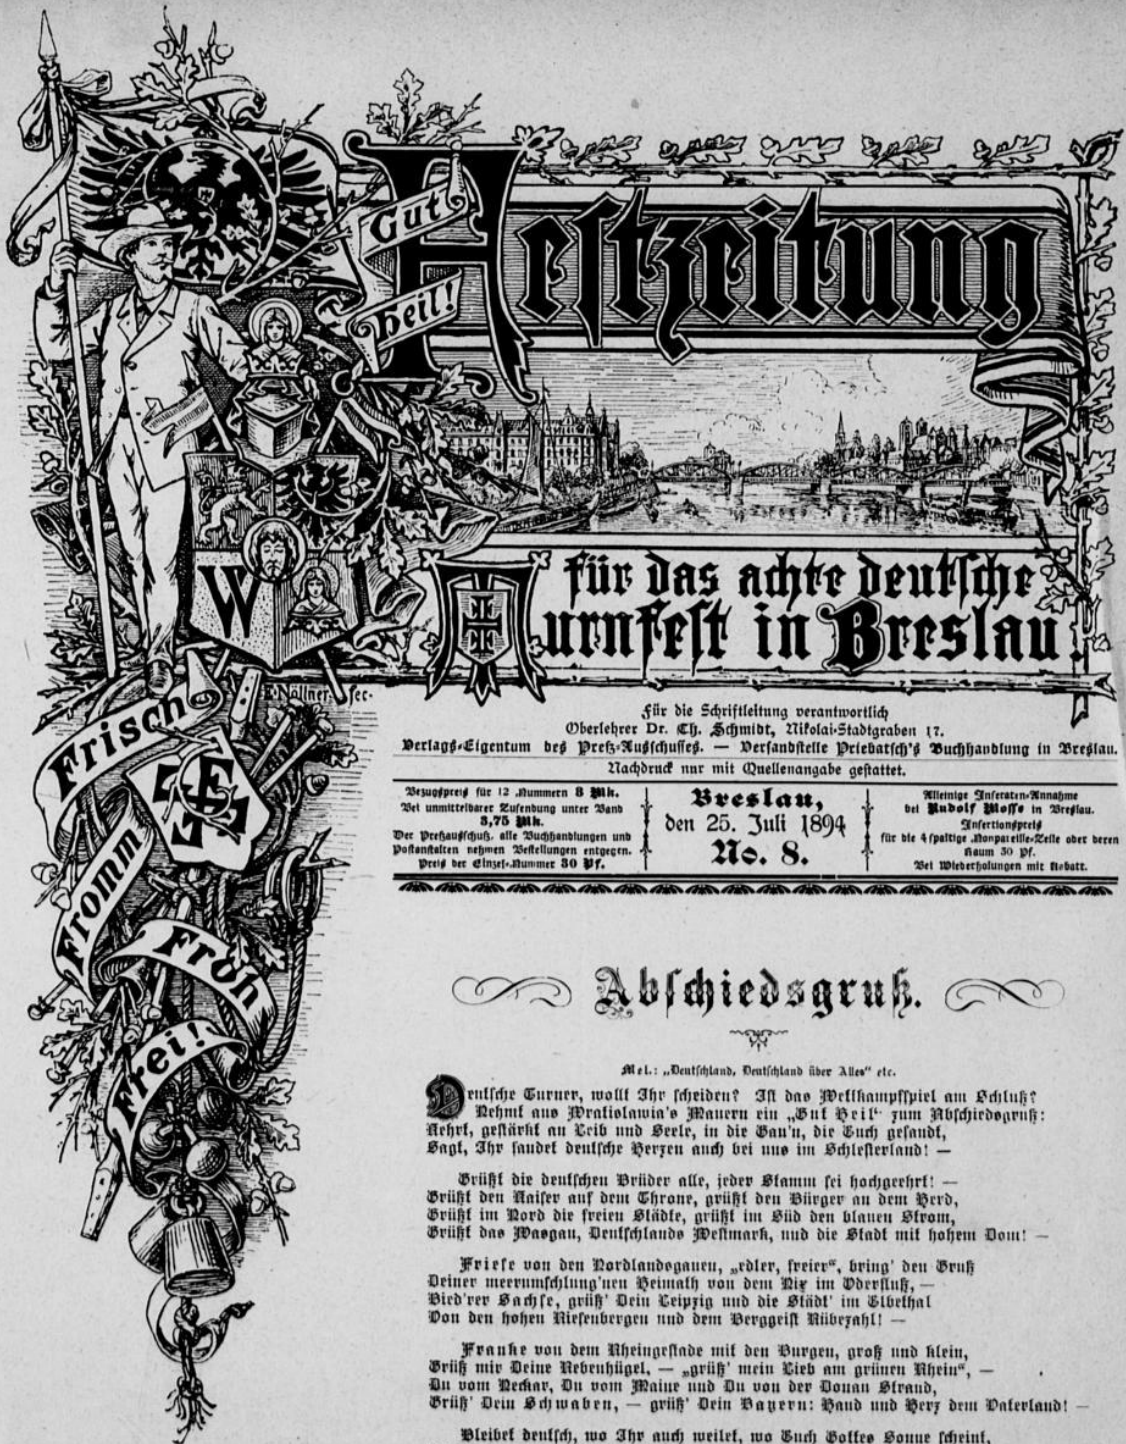 Gut
Heil!
Festzeitung
für das achte deutsche
Turnfest in Breslau
W
E. Nöllner fec.
Frisch
Fromm
Froh
Frei!
Für die Schriftleitung verantwortlich
Oberlehrer Dr. Th. Schmidt, Nikolai-Stadtgraben 17.
Verlags-Eigentum des Preß-Ausschusses. — Versandstelle Priebatsch's Buchhandlung in Breslau.
Nachdruck nur mit Quellenangabe gestattet.
Bezugspreis für 12 Nummern 3 Mk.
Bei unmittelbarer Zusendung unter Band
3,75 Mk.
Der Preßausschuß, alle Buchhandlungen und
Postanstalten nehmen Bestellungen entgegen.
Preis der Einzel-Nummer 30 Pf.
Breslau,
den 25. Juli 1894
No. 8.
Alleinige Inseraten-Annahme
bei Rudolf Mosse in Breslau.
Insertionspreis
für die 4spaltige Nonpareille-Zeile oder deren
Raum 30 Pf.
Bei Wiederholungen mit Rabatt.
Abschiedsgruß.
Mel.: „Deutschland, Deutschland über Alles“ etc.
Deutsche Turner, wollt Ihr scheiden? Ist das Wettkampfspiel am Schluß?
Nehmt aus Wratislawia's Mauern ein „Gut Heil“ zum Abschiedsgruß:
Kehrt, gestärkt an Leib und Seele, in die Gau'n, die Euch gesandt,
Sagt, Ihr fandet deutsche Herzen auch bei uns im Schlesierland! —
Grüßt die deutschen Brüder alle, jeder Stamm sei hochgeehrt! —
Grüßt den Kaiser auf dem Throne, grüßt den Bürger an dem Herd,
Grüßt im Nord die freien Städte, grüßt im Süd den blauen Strom,
Grüßt das Wasgau, Deutschlands Westmark, und die Stadt mit hohem Dom! —
Friese von den Nordlandsgauen, „edler, freier“, bring' den Gruß
Deiner meerumschlung'nen Heimath von dem Nix im Oderfluß, —
Bied'rer Sachse, grüß' Dein Leipzig und die Städt' im Elbethal
Von den hohen Riesenbergen und dem Berggeist Rübezahl! —
Franke von dem Rheingestade mit den Burgen, groß und klein,
Grüß mir Deine Rebenhügel, — „grüß' mein Lieb am grünen Rhein“, —
Du vom Neckar, Du vom Maine und Du von der Donau Strand,
Grüß' Dein Schwaben, — grüß' Dein Bayern: Hand und Herz dem Vaterland! —
Bleibet deutsch, wo Ihr auch weilet, wo Euch Gottes Sonne scheint,